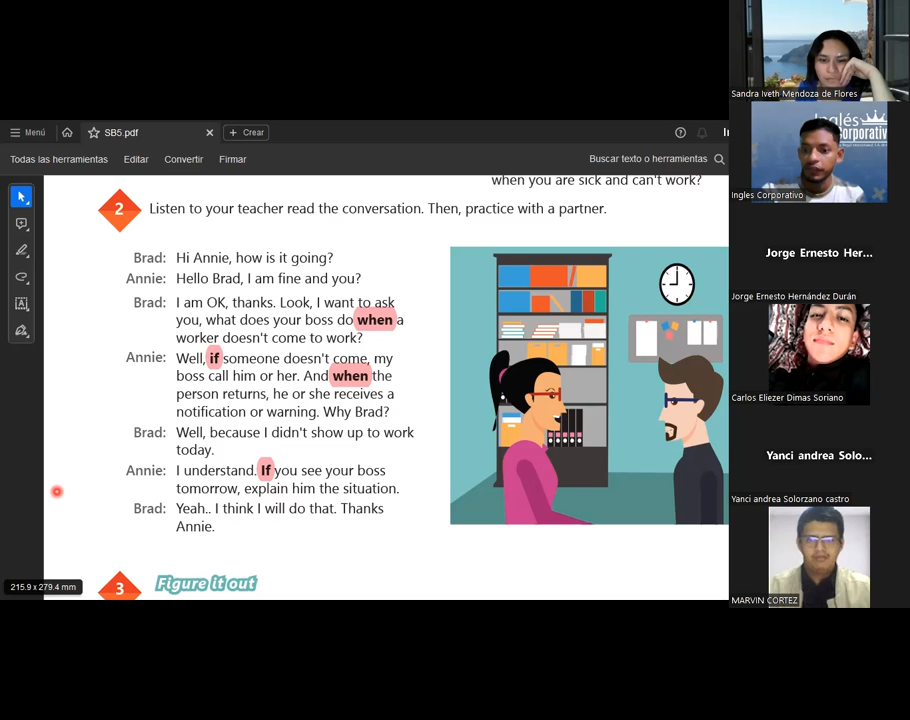 Menú
SB5.pdf
+ Crear
Todas las herramientas
Editar
Convertir
Firmar
Buscar texto o herramientas
when you are sick and can't work?
2
Listen to your teacher read the conversation. Then, practice with a partner.
Brad: Hi Annie, how is it going?
Annie: Hello Brad, I am fine and you?
Brad: I am OK, thanks. Look, I want to ask
you, what does your boss do when a
worker doesn't come to work?
Annie: Well, if someone doesn't come, my
boss call him or her. And when the
person returns, he or she receives a
notification or warning. Why Brad?
Brad: Well, because I didn't show up to work
today.
Annie: I understand. If you see your boss
tomorrow, explain him the situation.
Brad: Yeah.. I think I will do that. Thanks
Annie.
215.9 x 279.4 mm
3
Figure it out
Sandra Iveth Mendoza de Flores
Inglés
Corporativo
Ingles Corporativo
Jorge Ernesto Her...
Jorge Ernesto Hernández Durán
Carlos Eliezer Dimas Soriano
Yanci andrea Solo...
Yanci andrea Solorzano castro
MARVIN CORTEZ